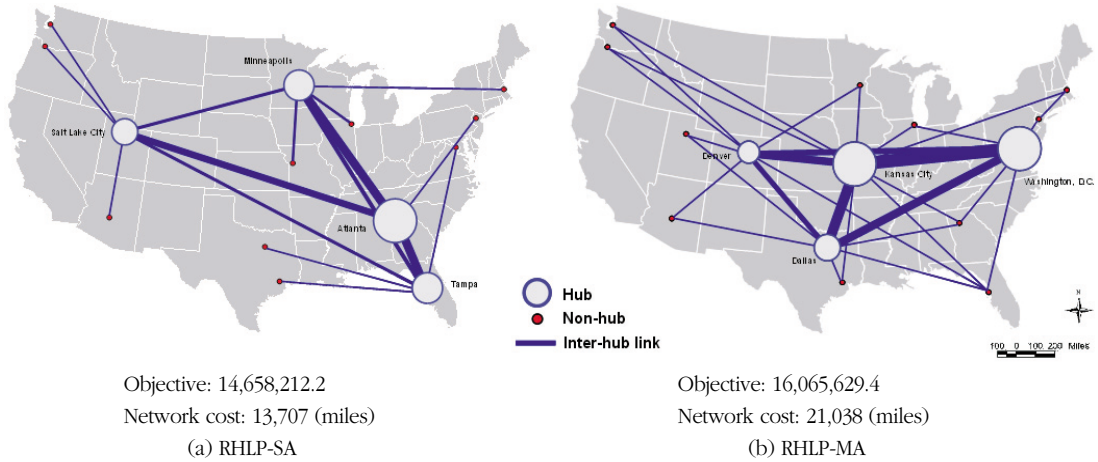 Minneapolis
Salt Lake City
Atlanta
Tampa
Denver
Kansas City
Washington, D.C.
Dallas
Hub
Non-hub
Inter-hub link
N
100 0 100 200 Miles
Objective: 14,658,212.2
Network cost: 13,707 (miles)
(a) RHLP-SA
Objective: 16,065,629.4
Network cost: 21,038 (miles)
(b) RHLP-MA